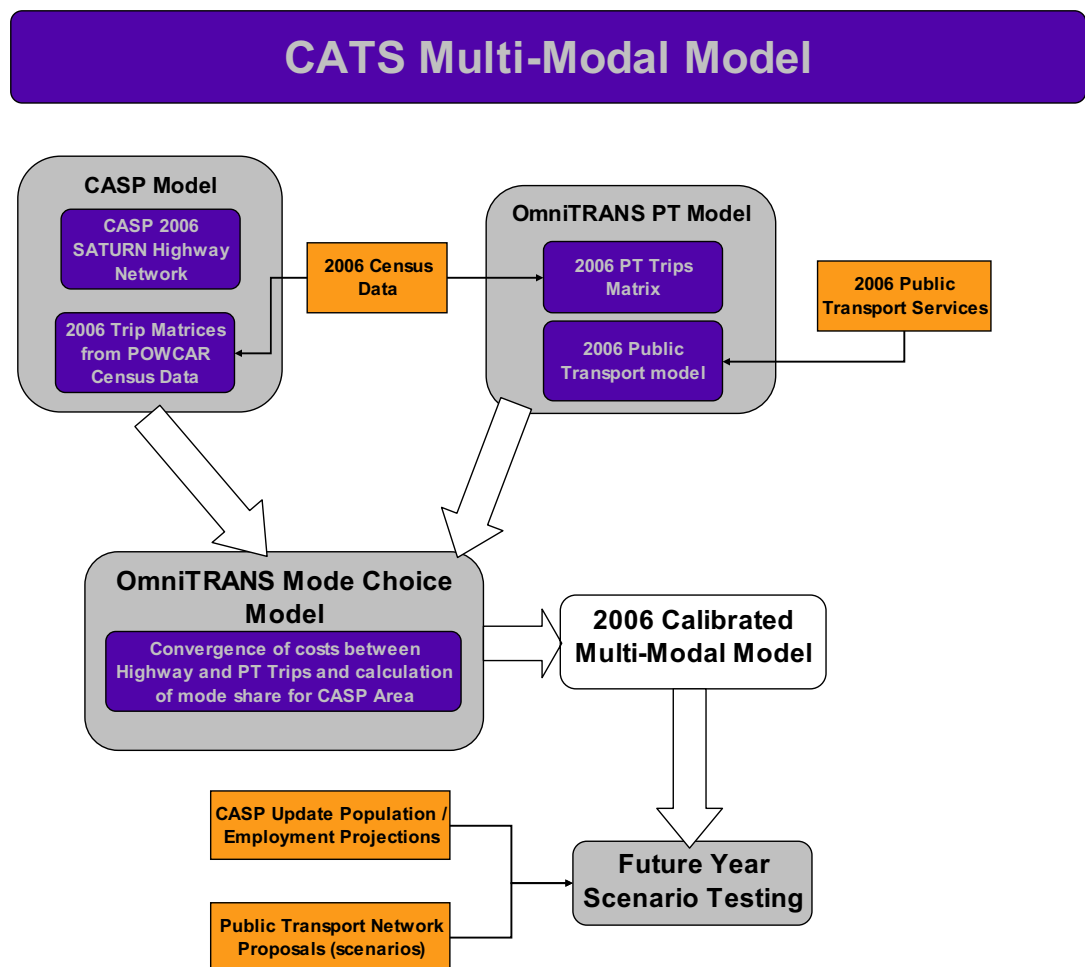 CATS Multi-Modal Model
CASP Model
CASP 2006
SATURN Highway
Network
2006 Trip Matrices
from POWCAR
Census Data
2006 Census
Data
OmniTRANS PT Model
2006 PT Trips
Matrix
2006 Public
Transport model
2006 Public
Transport Services
OmniTRANS Mode Choice
Model
Convergence of costs between
Highway and PT Trips and calculation
of mode share for CASP Area
2006 Calibrated
Multi-Modal Model
CASP Update Population /
Employment Projections
Public Transport Network
Proposals (scenarios)
Future Year
Scenario Testing